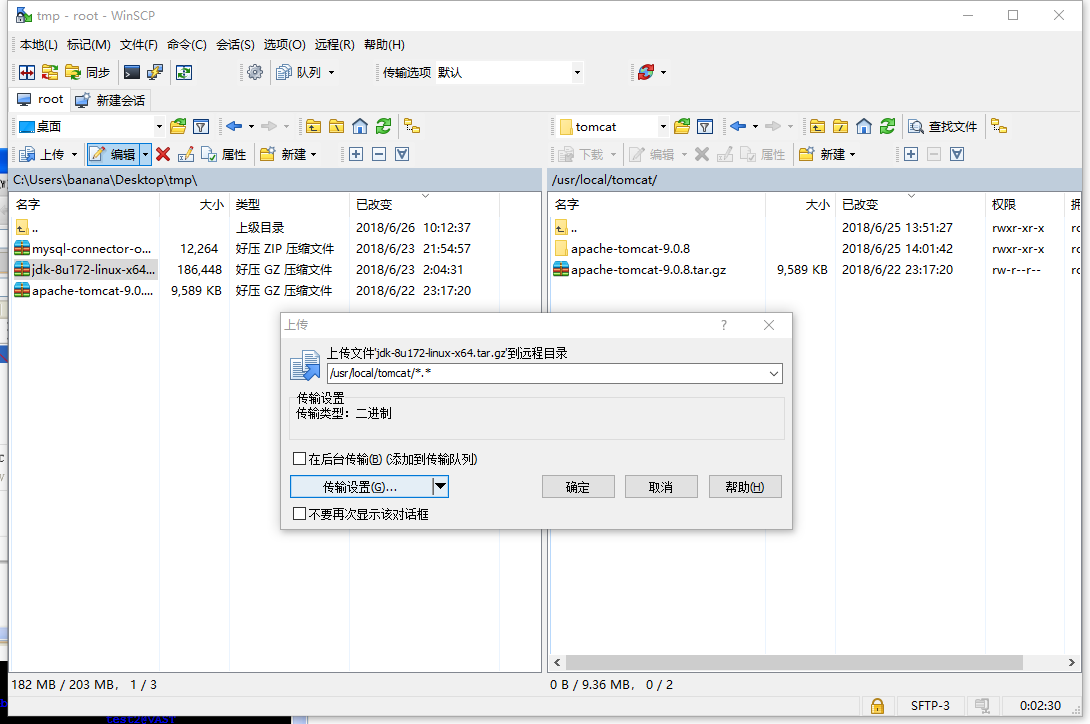 tmp - root - WinSCP
本地(L) 标记(M) 文件(F) 命令(C) 会话(S) 选项(O) 远程(R) 帮助(H)
同步 队列 传输选项 默认
root 新建会话
桌面 tomcat 查找文件
上传 编辑 属性 新建 下载 编辑 属性 新建
C:\Users\banana\Desktop\tmp\ /usr/local/tomcat/
名字 大小 类型 已改变 名字 大小 已改变 权限
.. 上级目录 2018/6/26 10:12:37 .. 2018/6/25 13:51:27 rwxr-xr-x
mysql-connector-o... 12,264 好压 ZIP 压缩文件 2018/6/23 21:54:57 apache-tomcat-9.0.8 2018/6/25 14:01:42 rwxr-xr-x
jdk-8u172-linux-x64... 186,448 好压 GZ 压缩文件 2018/6/23 2:04:31 apache-tomcat-9.0.8.tar.gz 9,589 KB 2018/6/22 23:17:20 rw-r--r--
apache-tomcat-9.0.... 9,589 KB 好压 GZ 压缩文件 2018/6/22 23:17:20
上传 ?
上传文件'jdk-8u172-linux-x64.tar.gz'到远程目录
/usr/local/tomcat/*.*
传输设置
传输类型：二进制
在后台传输(B) (添加到传输队列)
传输设置(G)... 确定 取消 帮助(H)
不要再次显示该对话框
182 MB / 203 MB， 1 / 3 0 B / 9.36 MB， 0 / 2
SFTP-3 0:02:30